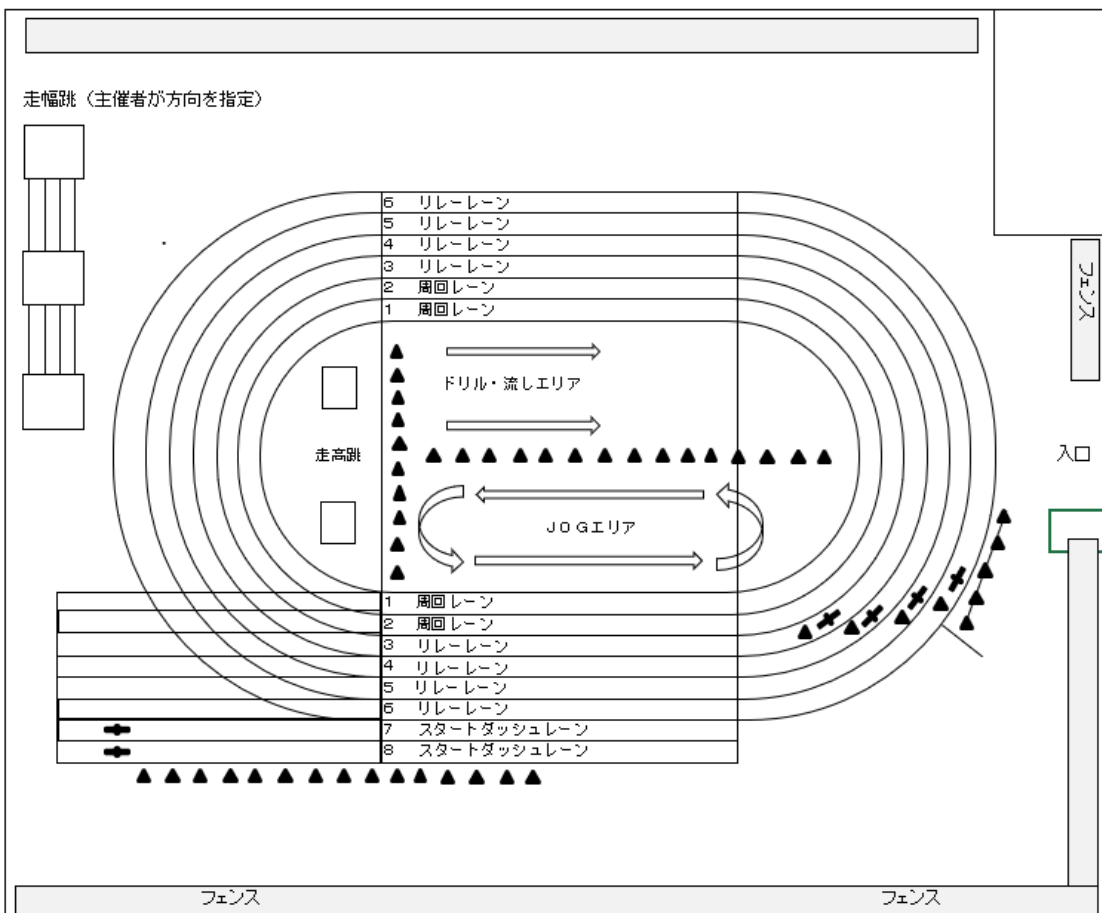 走幅跳（主催者が方向を指定）
6 リレーレーン
5 リレーレーン
4 リレーレーン
3 リレーレーン
2 周回レーン
1 周回レーン
フェンス
ドリル・流しエリア
走高跳
入口
JOGエリア
1 周回レーン
2 周回レーン
3 リレーレーン
4 リレーレーン
5 リレーレーン
6 リレーレーン
7 スタートダッシュレーン
8 スタートダッシュレーン
フェンス
フェンス